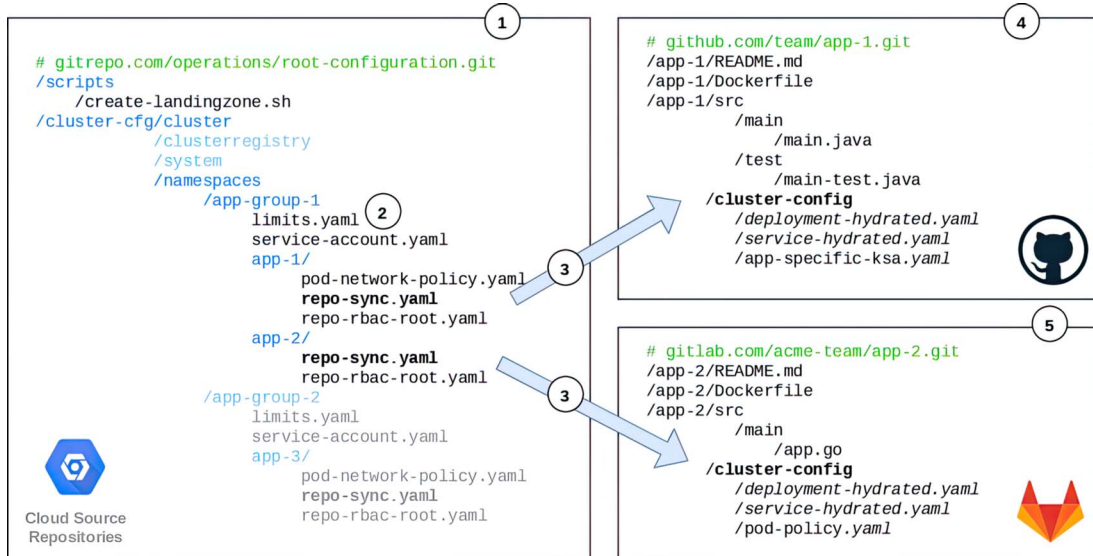 1
# gitrepo.com/operations/root-configuration.git
/scripts
/create-landingzone.sh
/cluster-cfg/cluster
/clusterregistry
/system
/namespaces
/app-group-1
limits.yaml
2
service-account.yaml
app-1/
pod-network-policy.yaml
repo-sync.yaml
repo-rbac-root.yaml
app-2/
repo-sync.yaml
repo-rbac-root.yaml
/app-group-2
limits.yaml
service-account.yaml
app-3/
pod-network-policy.yaml
repo-sync.yaml
repo-rbac-root.yaml
Cloud Source
Repositories
3
3
4
# github.com/team/app-1.git
/app-1/README.md
/app-1/Dockerfile
/app-1/src
/main
/main.java
/test
/main-test.java
/cluster-config
/deployment-hydrated.yaml
/service-hydrated.yaml
/app-specific-ksa.yaml
5
# gitlab.com/acme-team/app-2.git
/app-2/README.md
/app-2/Dockerfile
/app-2/src
/main
/app.go
/cluster-config
/deployment-hydrated.yaml
/service-hydrated.yaml
/pod-policy.yaml